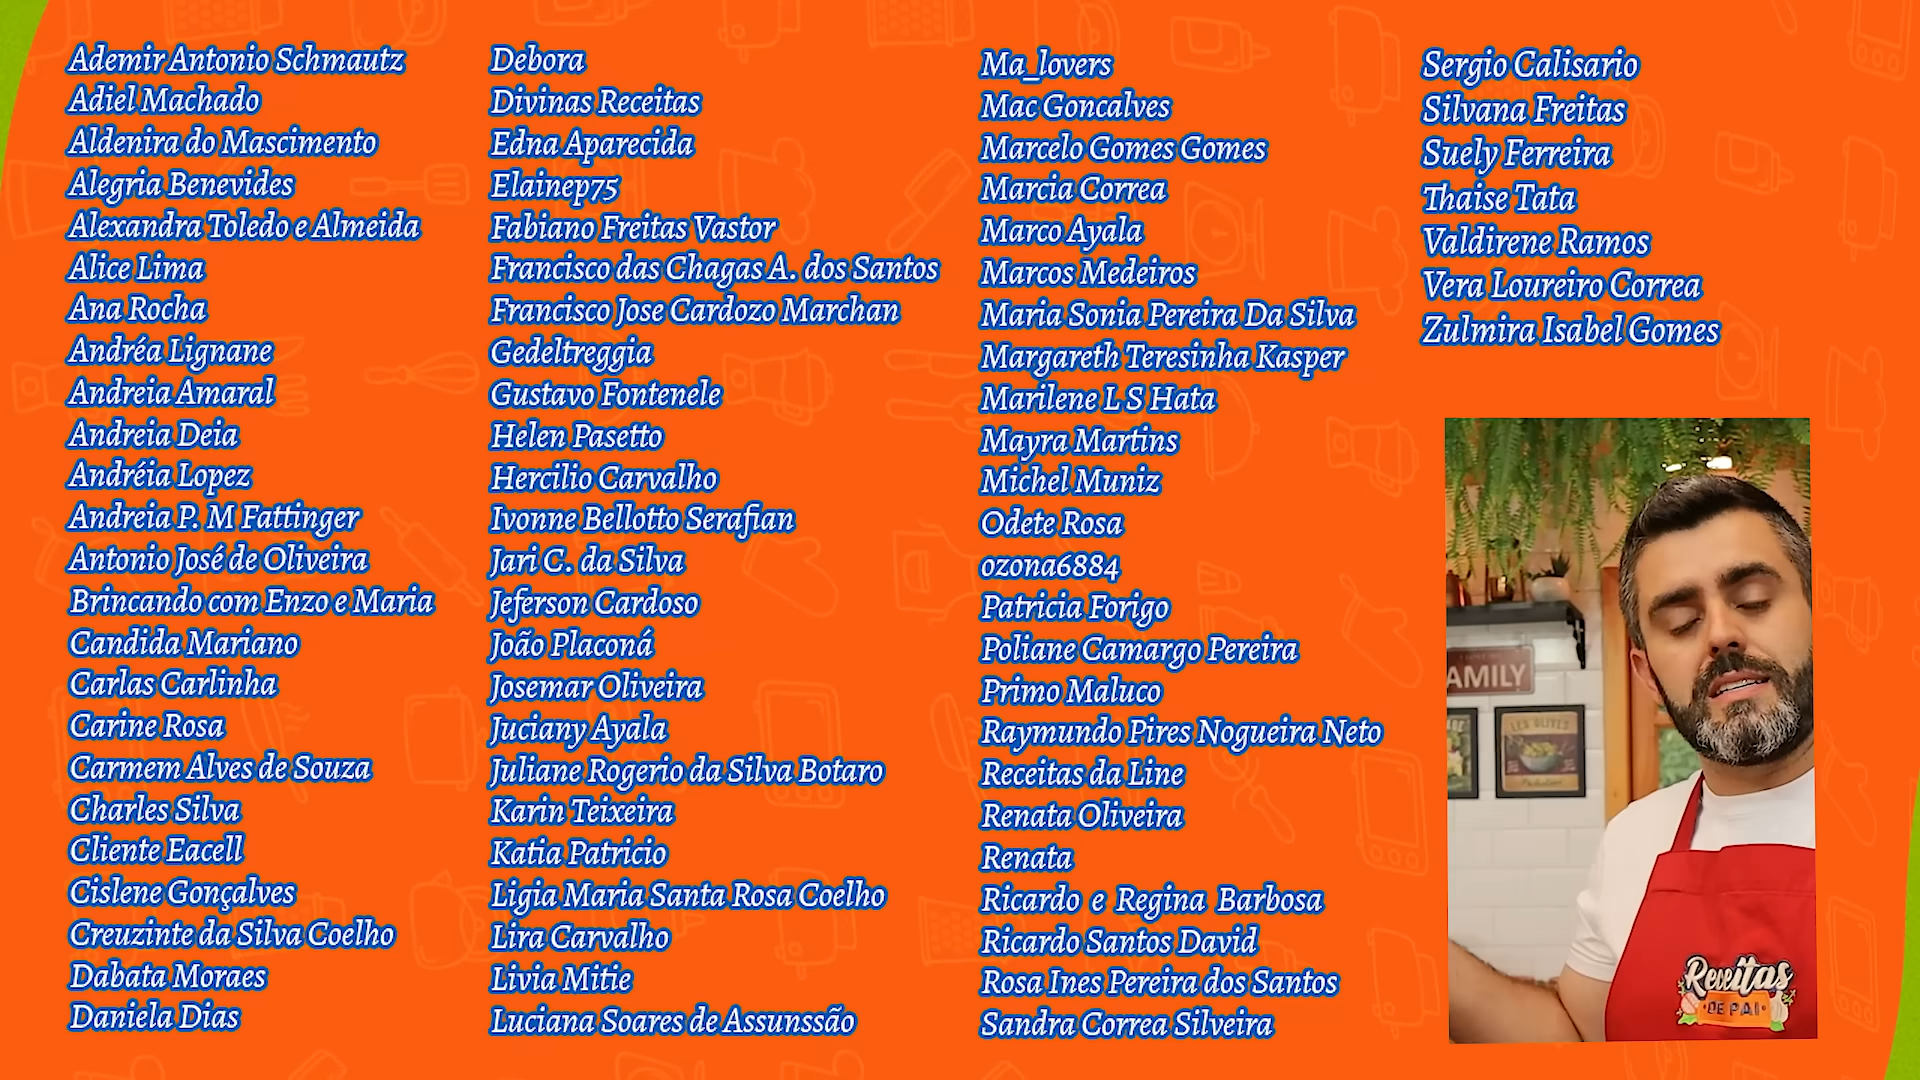 Ademir Antonio Schmautz
Adiel Machado
Aldenira do Mascimento
Alegria Benevides
Alexandra Toledo e Almeida
Alice Lima
Ana Rocha
Andréa Lignane
Andreia Amaral
Andreia Deia
Andréia Lopez
Andreia P. M Fattinger
Antonio José de Oliveira
Brincando com Enzo e Maria
Candida Mariano
Carlas Carlinha
Carine Rosa
Carmem Alves de Souza
Charles Silva
Cliente Eacell
Cislene Gonçalves
Creuzinte da Silva Coelho
Dabata Moraes
Daniela Dias
Debora
Divinas Receitas
Edna Aparecida
Elainep75
Fabiano Freitas Vastor
Francisco das Chagas A. dos Santos
Francisco Jose Cardozo Marchan
Gedeltreggia
Gustavo Fontenele
Helen Pasetto
Hercilio Carvalho
Ivonne Bellotto Serafian
Jari C. da Silva
Jeferson Cardoso
João Placoná
Josemar Oliveira
Juciany Ayala
Juliane Rogerio da Silva Botaro
Karin Teixeira
Katia Patricio
Ligia Maria Santa Rosa Coelho
Lira Carvalho
Livia Mitie
Luciana Soares de Assunssão
Ma_lovers
Mac Goncalves
Marcelo Gomes Gomes
Marcia Correa
Marco Ayala
Marcos Medeiros
Maria Sonia Pereira Da Silva
Margareth Teresinha Kasper
Marilene L S Hata
Mayra Martins
Michel Muniz
Odete Rosa
ozona6884
Patricia Forigo
Poliane Camargo Pereira
Primo Maluco
Raymundo Pires Nogueira Neto
Receitas da Line
Renata Oliveira
Renata
Ricardo e Regina Barbosa
Ricardo Santos David
Rosa Ines Pereira dos Santos
Sandra Correa Silveira
Sergio Calisario
Silvana Freitas
Suely Ferreira
Thaise Tata
Valdirene Ramos
Vera Loureiro Correa
Zulmira Isabel Gomes
AMILY
LES OLIVES
Receitas
DE PAI